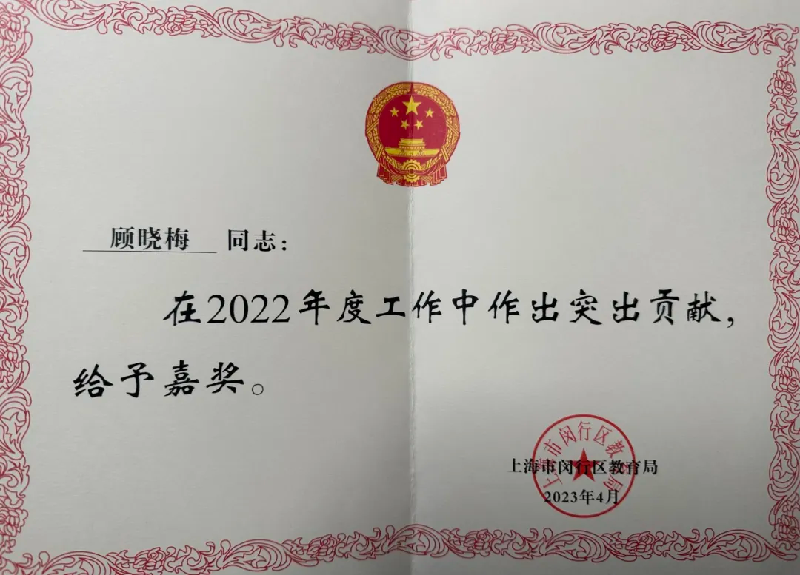 顾晓梅 同志：
在2022年度工作中作出突出贡献，
给予嘉奖。
上海市闵行区教育局
2023年4月
上海市闵行区教育局